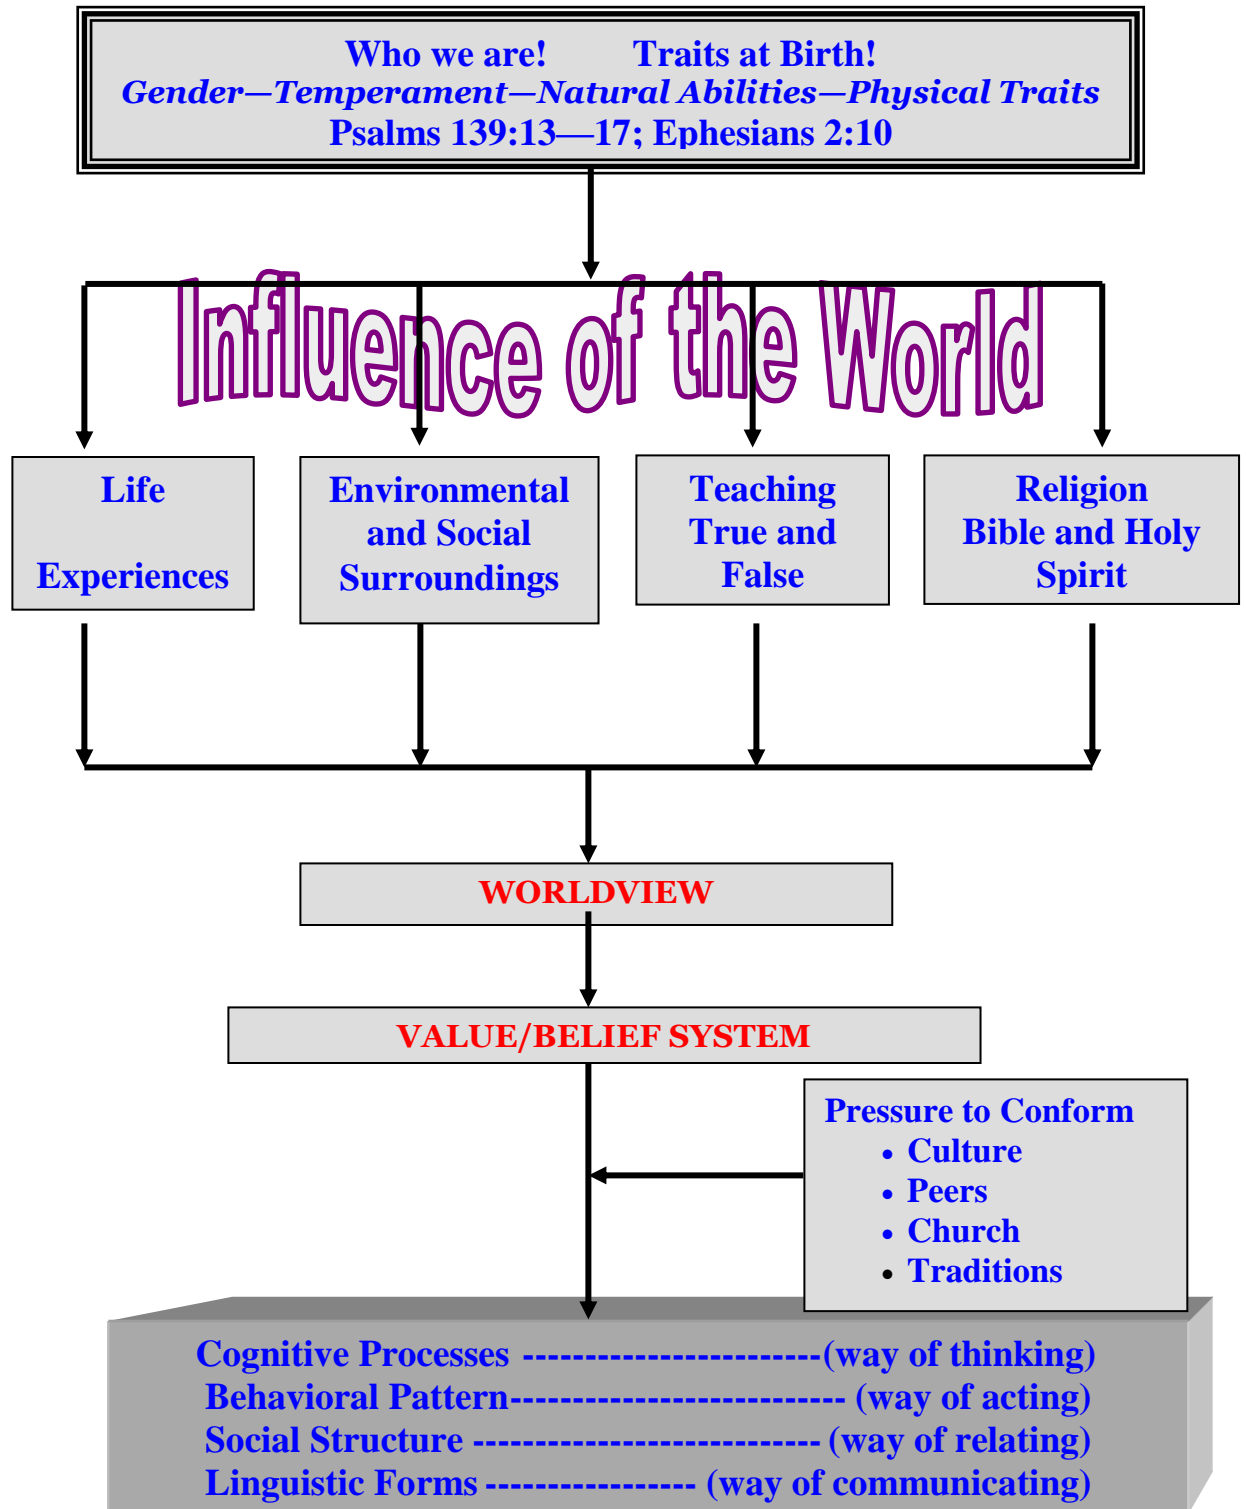 Who we are! Traits at Birth!
Gender—Temperament—Natural Abilities—Physical Traits
Psalms 139:13—17; Ephesians 2:10
Influence of the World
Life
Experiences
Environmental
and Social
Surroundings
Teaching
True and
False
Religion
Bible and Holy
Spirit
WORLDVIEW
VALUE/BELIEF SYSTEM
Pressure to Conform
• Culture
• Peers
• Church
• Traditions
Cognitive Processes ------------------------(way of thinking)
Behavioral Pattern--------------------------- (way of acting)
Social Structure ---------------------------- (way of relating)
Linguistic Forms ----------------- (way of communicating)